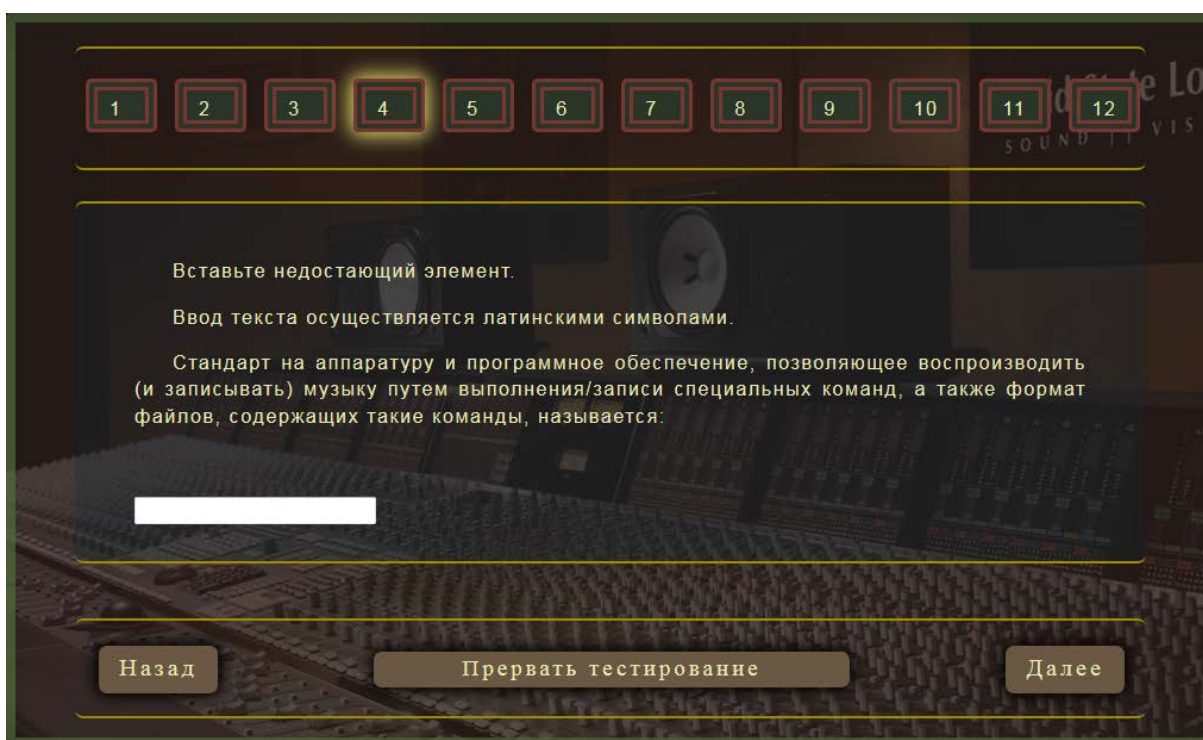 1 2 3 4 5 6 7 8 9 10 11 12
SOUND VIS
Вставьте недостающий элемент.
Ввод текста осуществляется латинскими символами.
Стандарт на аппаратуру и программное обеспечение, позволяющее воспроизводить
(и записывать) музыку путем выполнения/записи специальных команд, а также формат
файлов, содержащих такие команды, называется:
Назад Прервать тестирование Далее